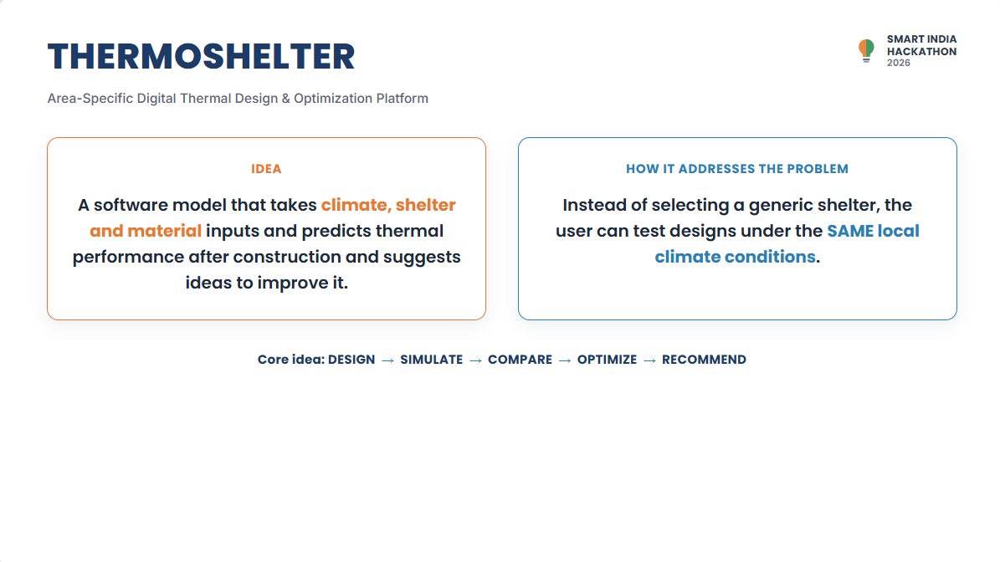 THERMOSHELTER
SMART INDIA
HACKATHON
2026
Area-Specific Digital Thermal Design & Optimization Platform
IDEA
A software model that takes climate, shelter
and material inputs and predicts thermal
performance after construction and suggests
ideas to improve it.
HOW IT ADDRESSES THE PROBLEM
Instead of selecting a generic shelter, the
user can test designs under the SAME local
climate conditions.
Core idea: DESIGN → SIMULATE → COMPARE → OPTIMIZE → RECOMMEND